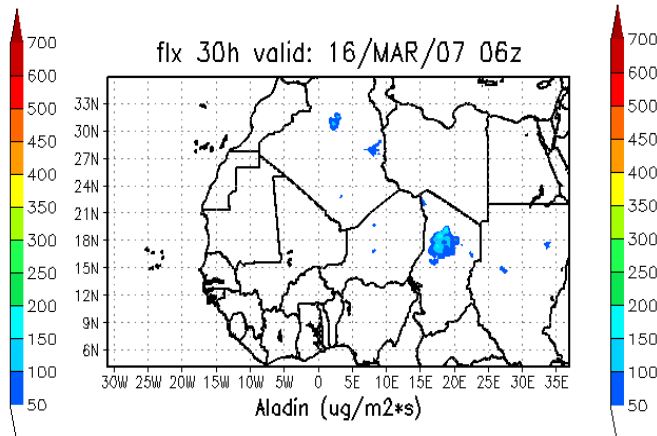 flx 30h valid: 16/MAR/07 06z
700
600
500
450
400
350
300
250
200
150
100
50
33N
30N
27N
24N
21N
18N
15N
12N
9N
6N
30W 25W 20W 15W 10W 5W 0 5E 10E 15E 20E 25E 30E 35E
Aladin (ug/m2*s)
700
600
500
450
400
350
300
250
200
150
100
50